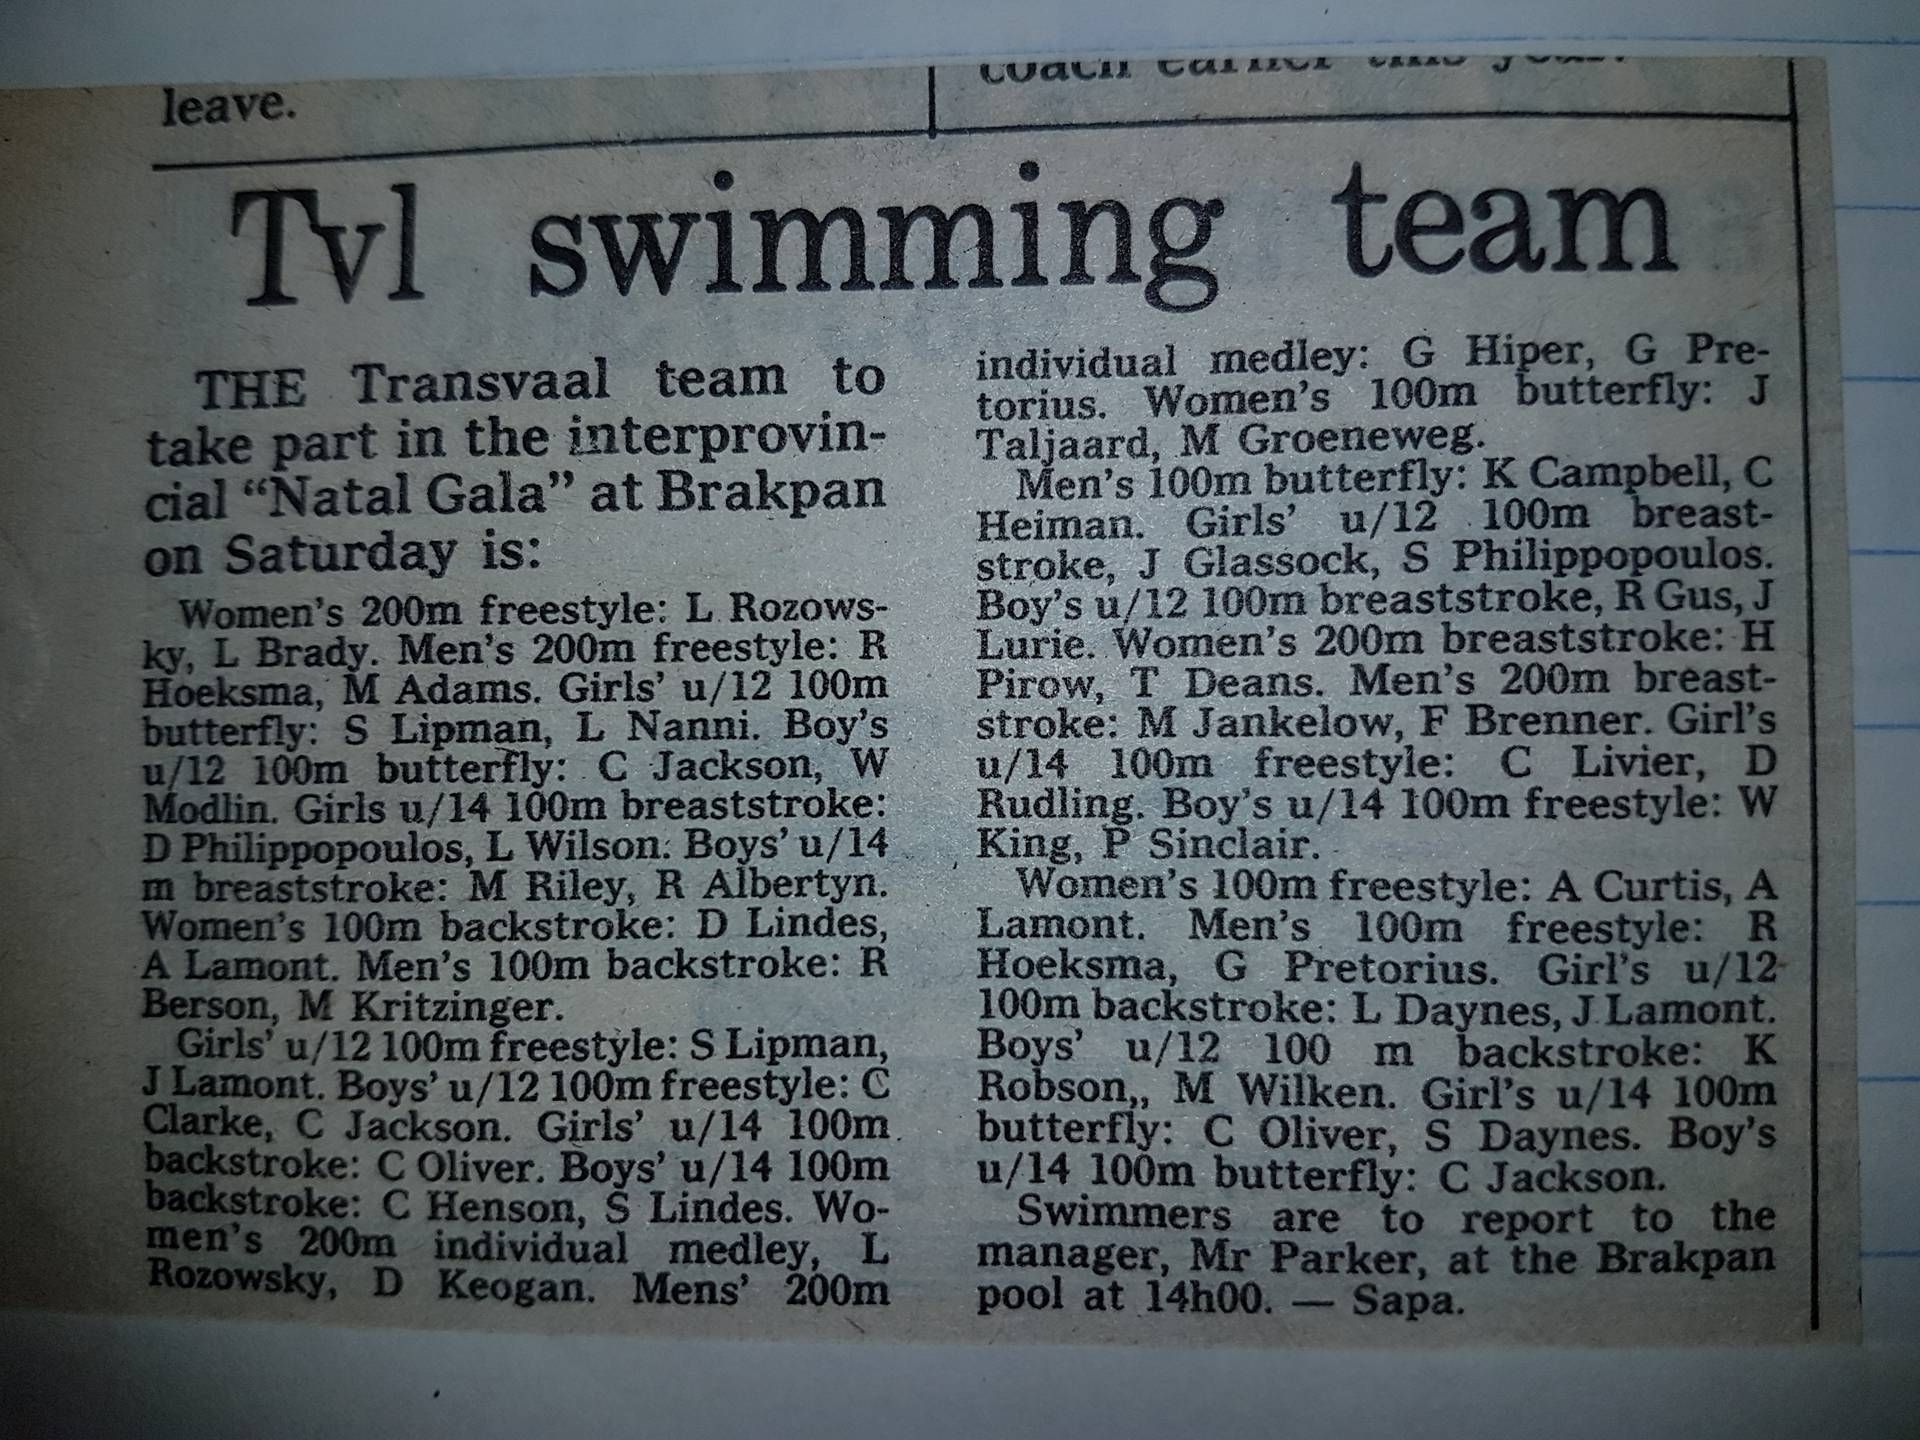 leave.
coach earlier this year.
Tvl swimming team
THE Transvaal team to
take part in the interprovin-
cial “Natal Gala” at Brakpan
on Saturday is:
Women's 200m freestyle: L Rozows-
ky, L Brady. Men's 200m freestyle: R
Hoeksma, M Adams. Girls' u/12 100m
butterfly: S Lipman, L Nanni. Boy's
u/12 100m butterfly: C Jackson, W
Modlin. Girls u/14 100m breaststroke:
D Philippopoulos, L Wilson. Boys' u/14
m breaststroke: M Riley, R Albertyn.
Women's 100m backstroke: D Lindes,
A Lamont. Men's 100m backstroke: R
Berson, M Kritzinger.
Girls' u/12 100m freestyle: S Lipman,
J Lamont. Boys' u/12 100m freestyle: C
Clarke, C Jackson. Girls' u/14 100m
backstroke: C Oliver. Boys' u/14 100m
backstroke: C Henson, S Lindes. Wo-
men's 200m individual medley, L
Rozowsky, D Keogan. Mens' 200m
individual medley: G Hiper, G Pre-
torius. Women's 100m butterfly: J
Taljaard, M Groeneweg.
Men's 100m butterfly: K Campbell, C
Heiman. Girls' u/12 100m breast-
stroke, J Glassock, S Philippopoulos.
Boy's u/12 100m breaststroke, R Gus, J
Lurie. Women's 200m breaststroke: H
Pirow, T Deans. Men's 200m breast-
stroke: M Jankelow, F Brenner. Girl's
u/14 100m freestyle: C Livier, D
Rudling. Boy's u/14 100m freestyle: W
King, P Sinclair.
Women's 100m freestyle: A Curtis, A
Lamont. Men's 100m freestyle: R
Hoeksma, G Pretorius. Girl's u/12
100m backstroke: L Daynes, J Lamont.
Boys' u/12 100 m backstroke: K
Robson,, M Wilken. Girl's u/14 100m
butterfly: C Oliver, S Daynes. Boy's
u/14 100m butterfly: C Jackson.
Swimmers are to report to the
manager, Mr Parker, at the Brakpan
pool at 14h00. — Sapa.